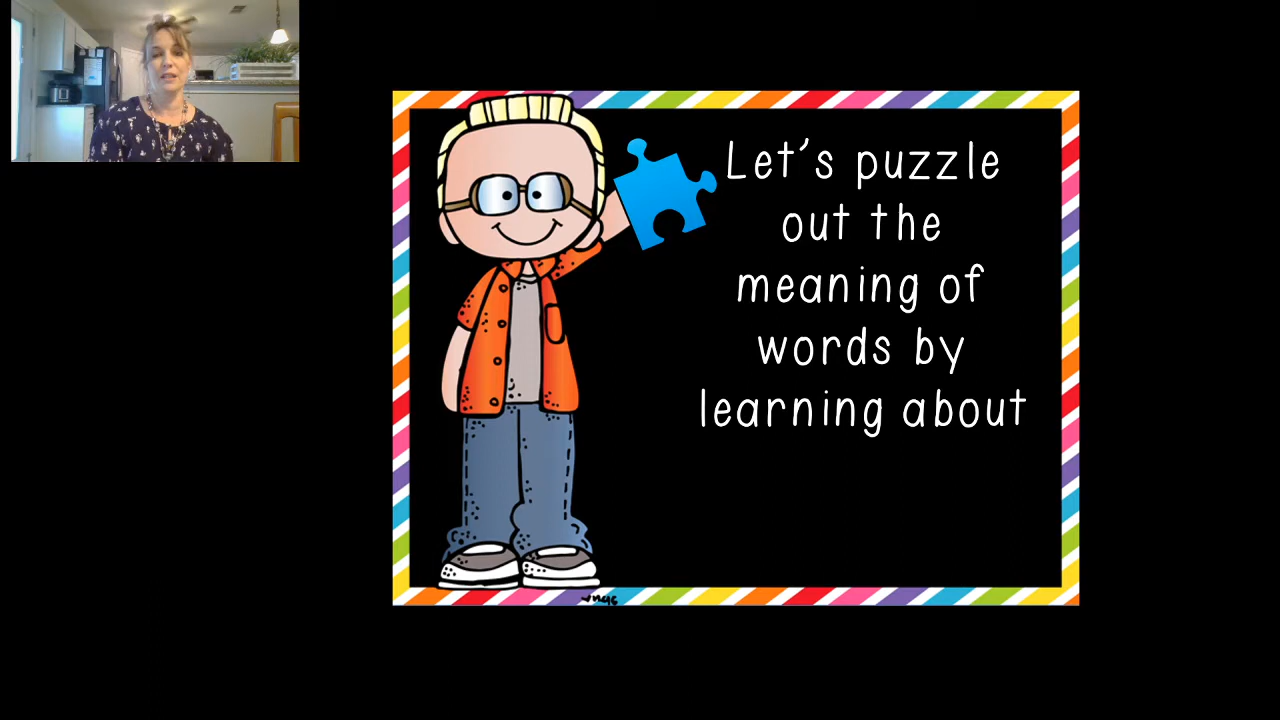 Let's puzzle
out the
meaning of
words by
learning about